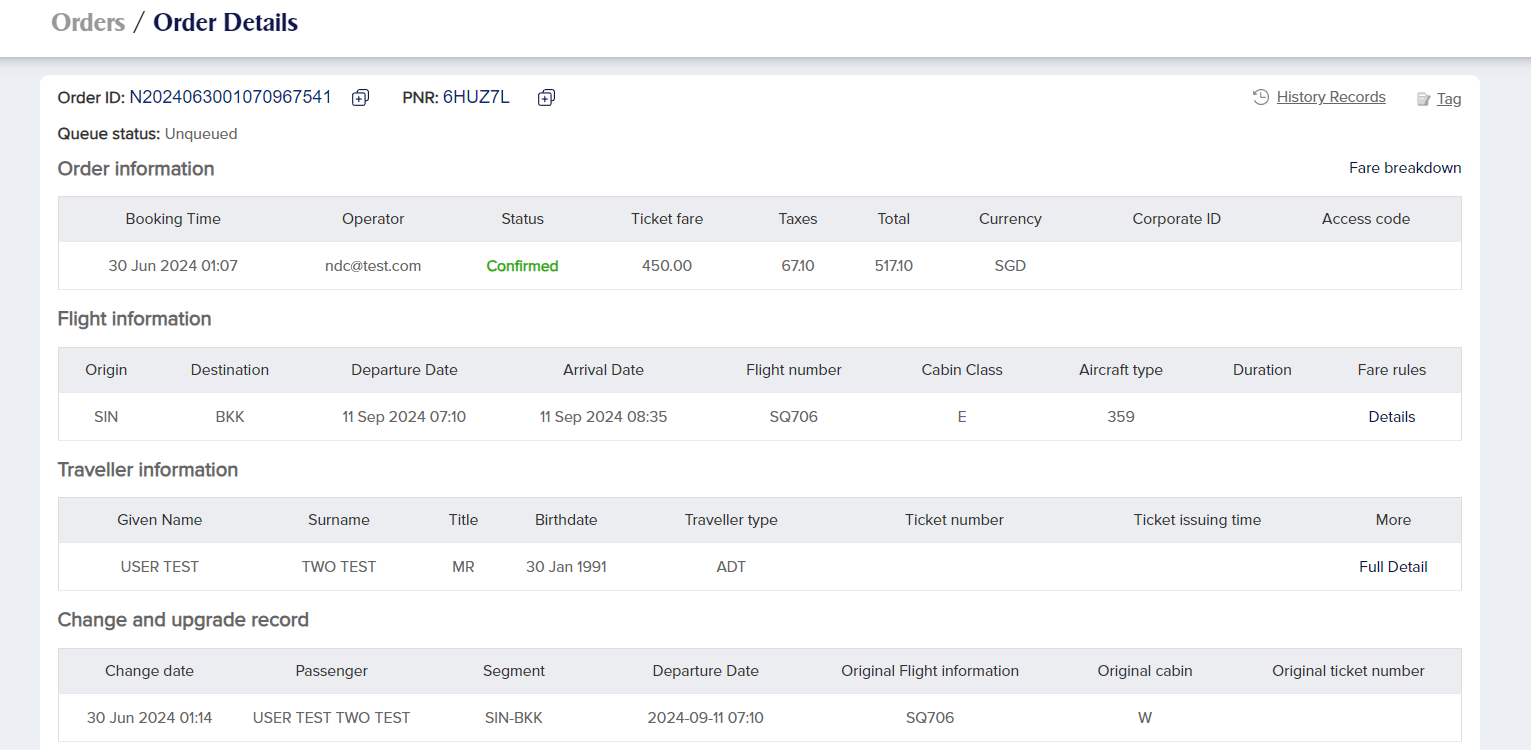 Orders / Order Details
Order ID: N2024063001070967541 PNR: 6HUZ7L History Records Tag
Queue status: Unqueued
Order information Fare breakdown
Booking Time Operator Status Ticket fare Taxes Total Currency Corporate ID Access code
30 Jun 2024 01:07 ndc@test.com Confirmed 450.00 67.10 517.10 SGD
Flight information
Origin Destination Departure Date Arrival Date Flight number Cabin Class Aircraft type Duration Fare rules
SIN BKK 11 Sep 2024 07:10 11 Sep 2024 08:35 SQ706 E 359 Details
Traveller information
Given Name Surname Title Birthdate Traveller type Ticket number Ticket issuing time More
USER TEST TWO TEST MR 30 Jan 1991 ADT Full Detail
Change and upgrade record
Change date Passenger Segment Departure Date Original Flight information Original cabin Original ticket number
30 Jun 2024 01:14 USER TEST TWO TEST SIN-BKK 2024-09-11 07:10 SQ706 W